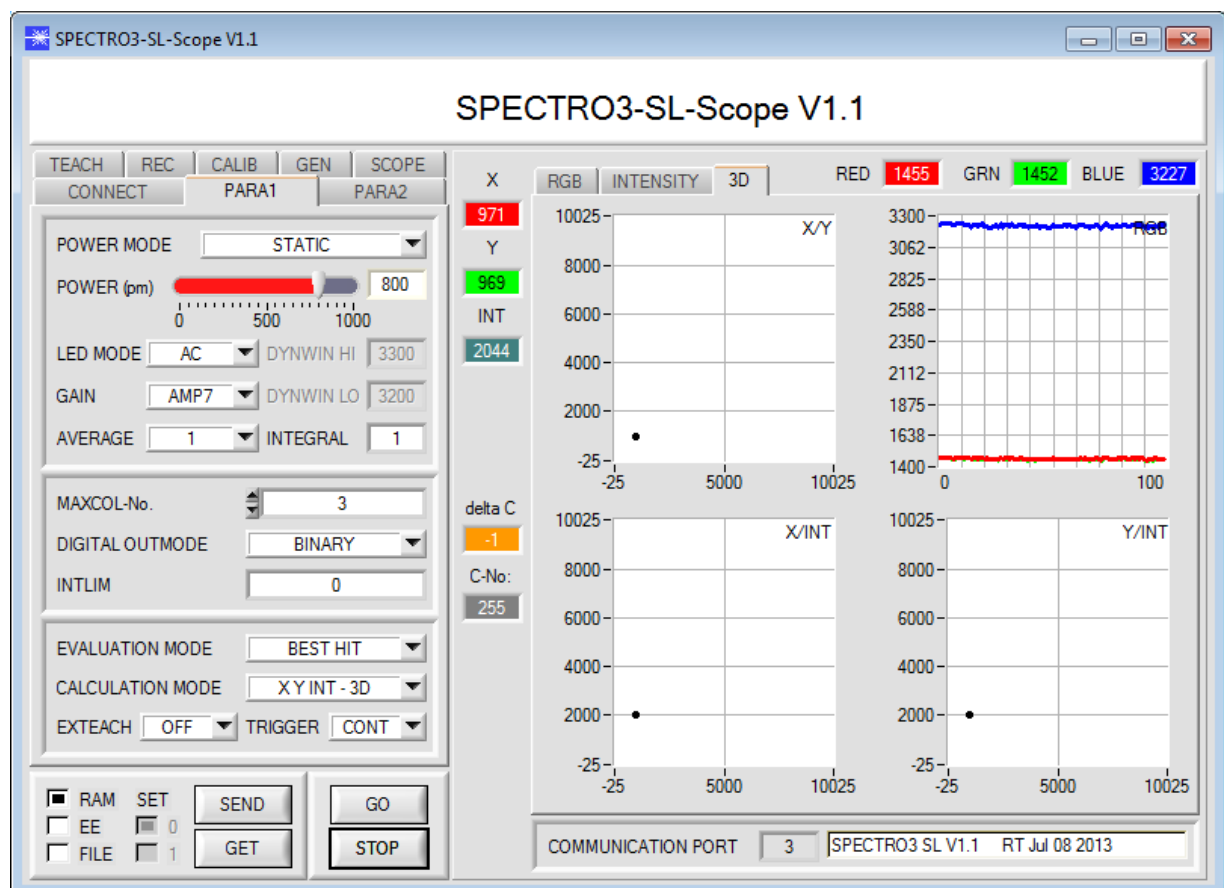 SPECTRO3-SL-Scope V1.1
SPECTRO3-SL-Scope V1.1
TEACH REC CALIB GEN SCOPE
CONNECT PARA1 PARA2
POWER MODE STATIC
POWER (pm) 800
0 500 1000
LED MODE AC DYNWIN HI 3300
GAIN AMP7 DYNWIN LO 3200
AVERAGE 1 INTEGRAL 1
MAXCOL-No. 3
DIGITAL OUTMODE BINARY
INTLIM 0
EVALUATION MODE BEST HIT
CALCULATION MODE X Y INT - 3D
EXTEACH OFF TRIGGER CONT
RAM SET SEND GO
EE 0
FILE 1 GET STOP
X
971
Y
969
INT
2044
delta C
-1
C-No:
255
RGB INTENSITY 3D RED 1455 GRN 1452 BLUE 3227
X/Y
10025
8000
6000
4000
2000
-25
-25 5000 10025
RGB
3300
3062
2825
2588
2350
2112
1875
1638
1400
0 100
X/INT
10025
8000
6000
4000
2000
-25
-25 5000 10025
Y/INT
10025
8000
6000
4000
2000
-25
-25 5000 10025
COMMUNICATION PORT 3 SPECTRO3 SL V1.1 RT Jul 08 2013